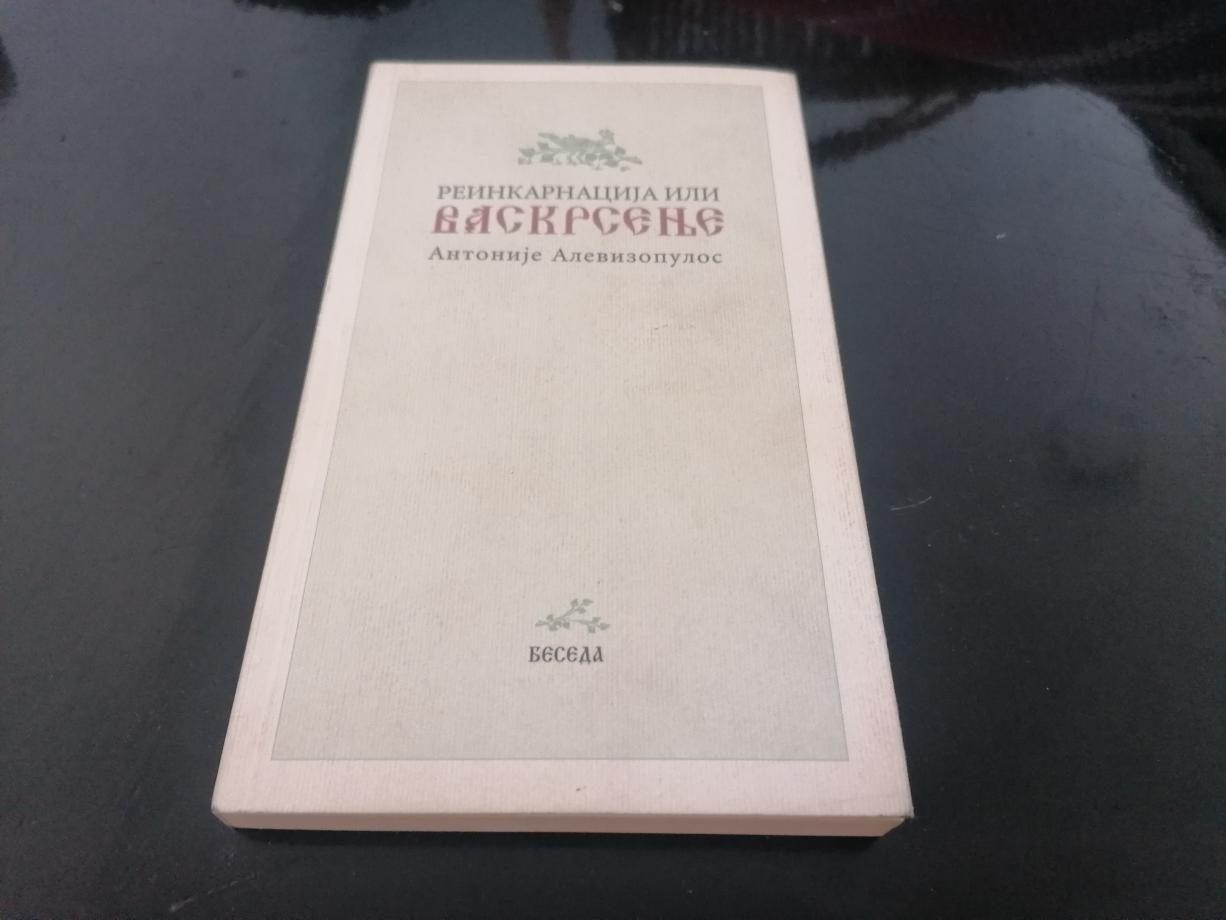 РЕИНКАРНАЦИЈА ИЛИ
ВАСКРСЕЊЕ
Антоније Алевизопулос
БЕСЕДА